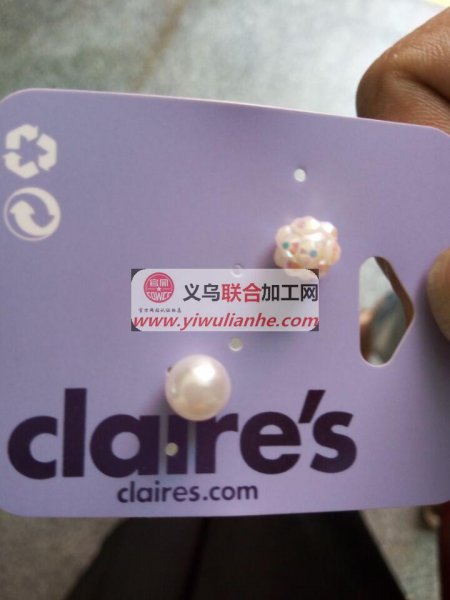 义乌联合加工网
www.yiwulianhe.com
claire's
claires.com